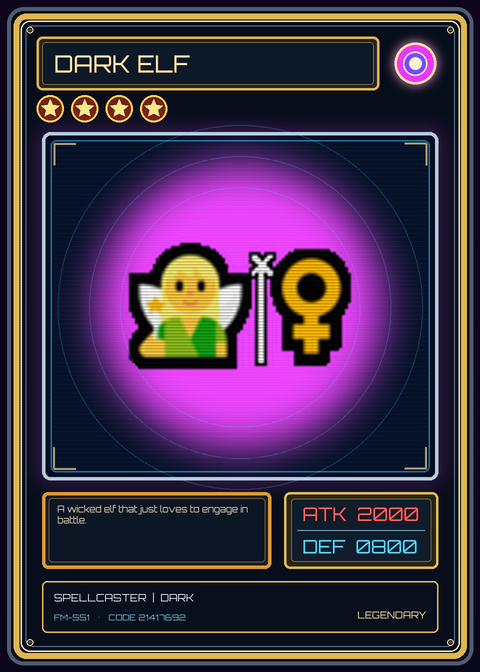 DARK ELF
A wicked elf that just loves to engage in
battle.
ATK 2000
DEF 0800
SPELLCASTER | DARK
FM-551 · CODE 21417692
LEGENDARY